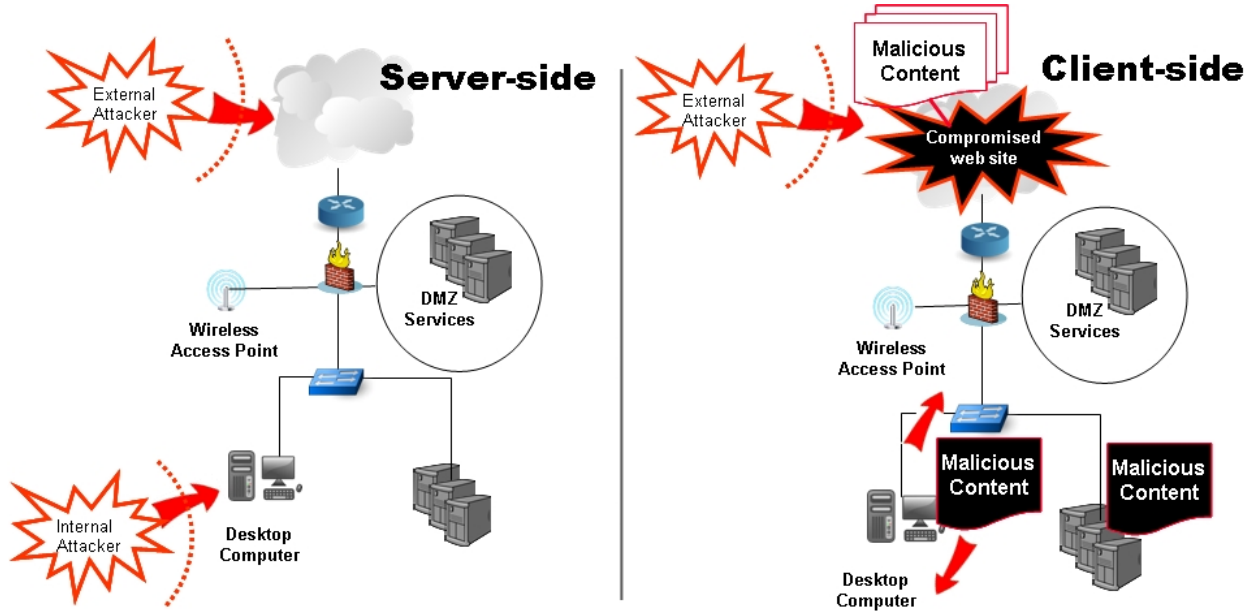 Server-side
External
Attacker
DMZ
Services
Wireless
Access Point
Internal
Attacker
Desktop
Computer
Client-side
Malicious
Content
External
Attacker
Compromised
web site
DMZ
Services
Wireless
Access Point
Malicious
Content
Malicious
Content
Desktop
Computer